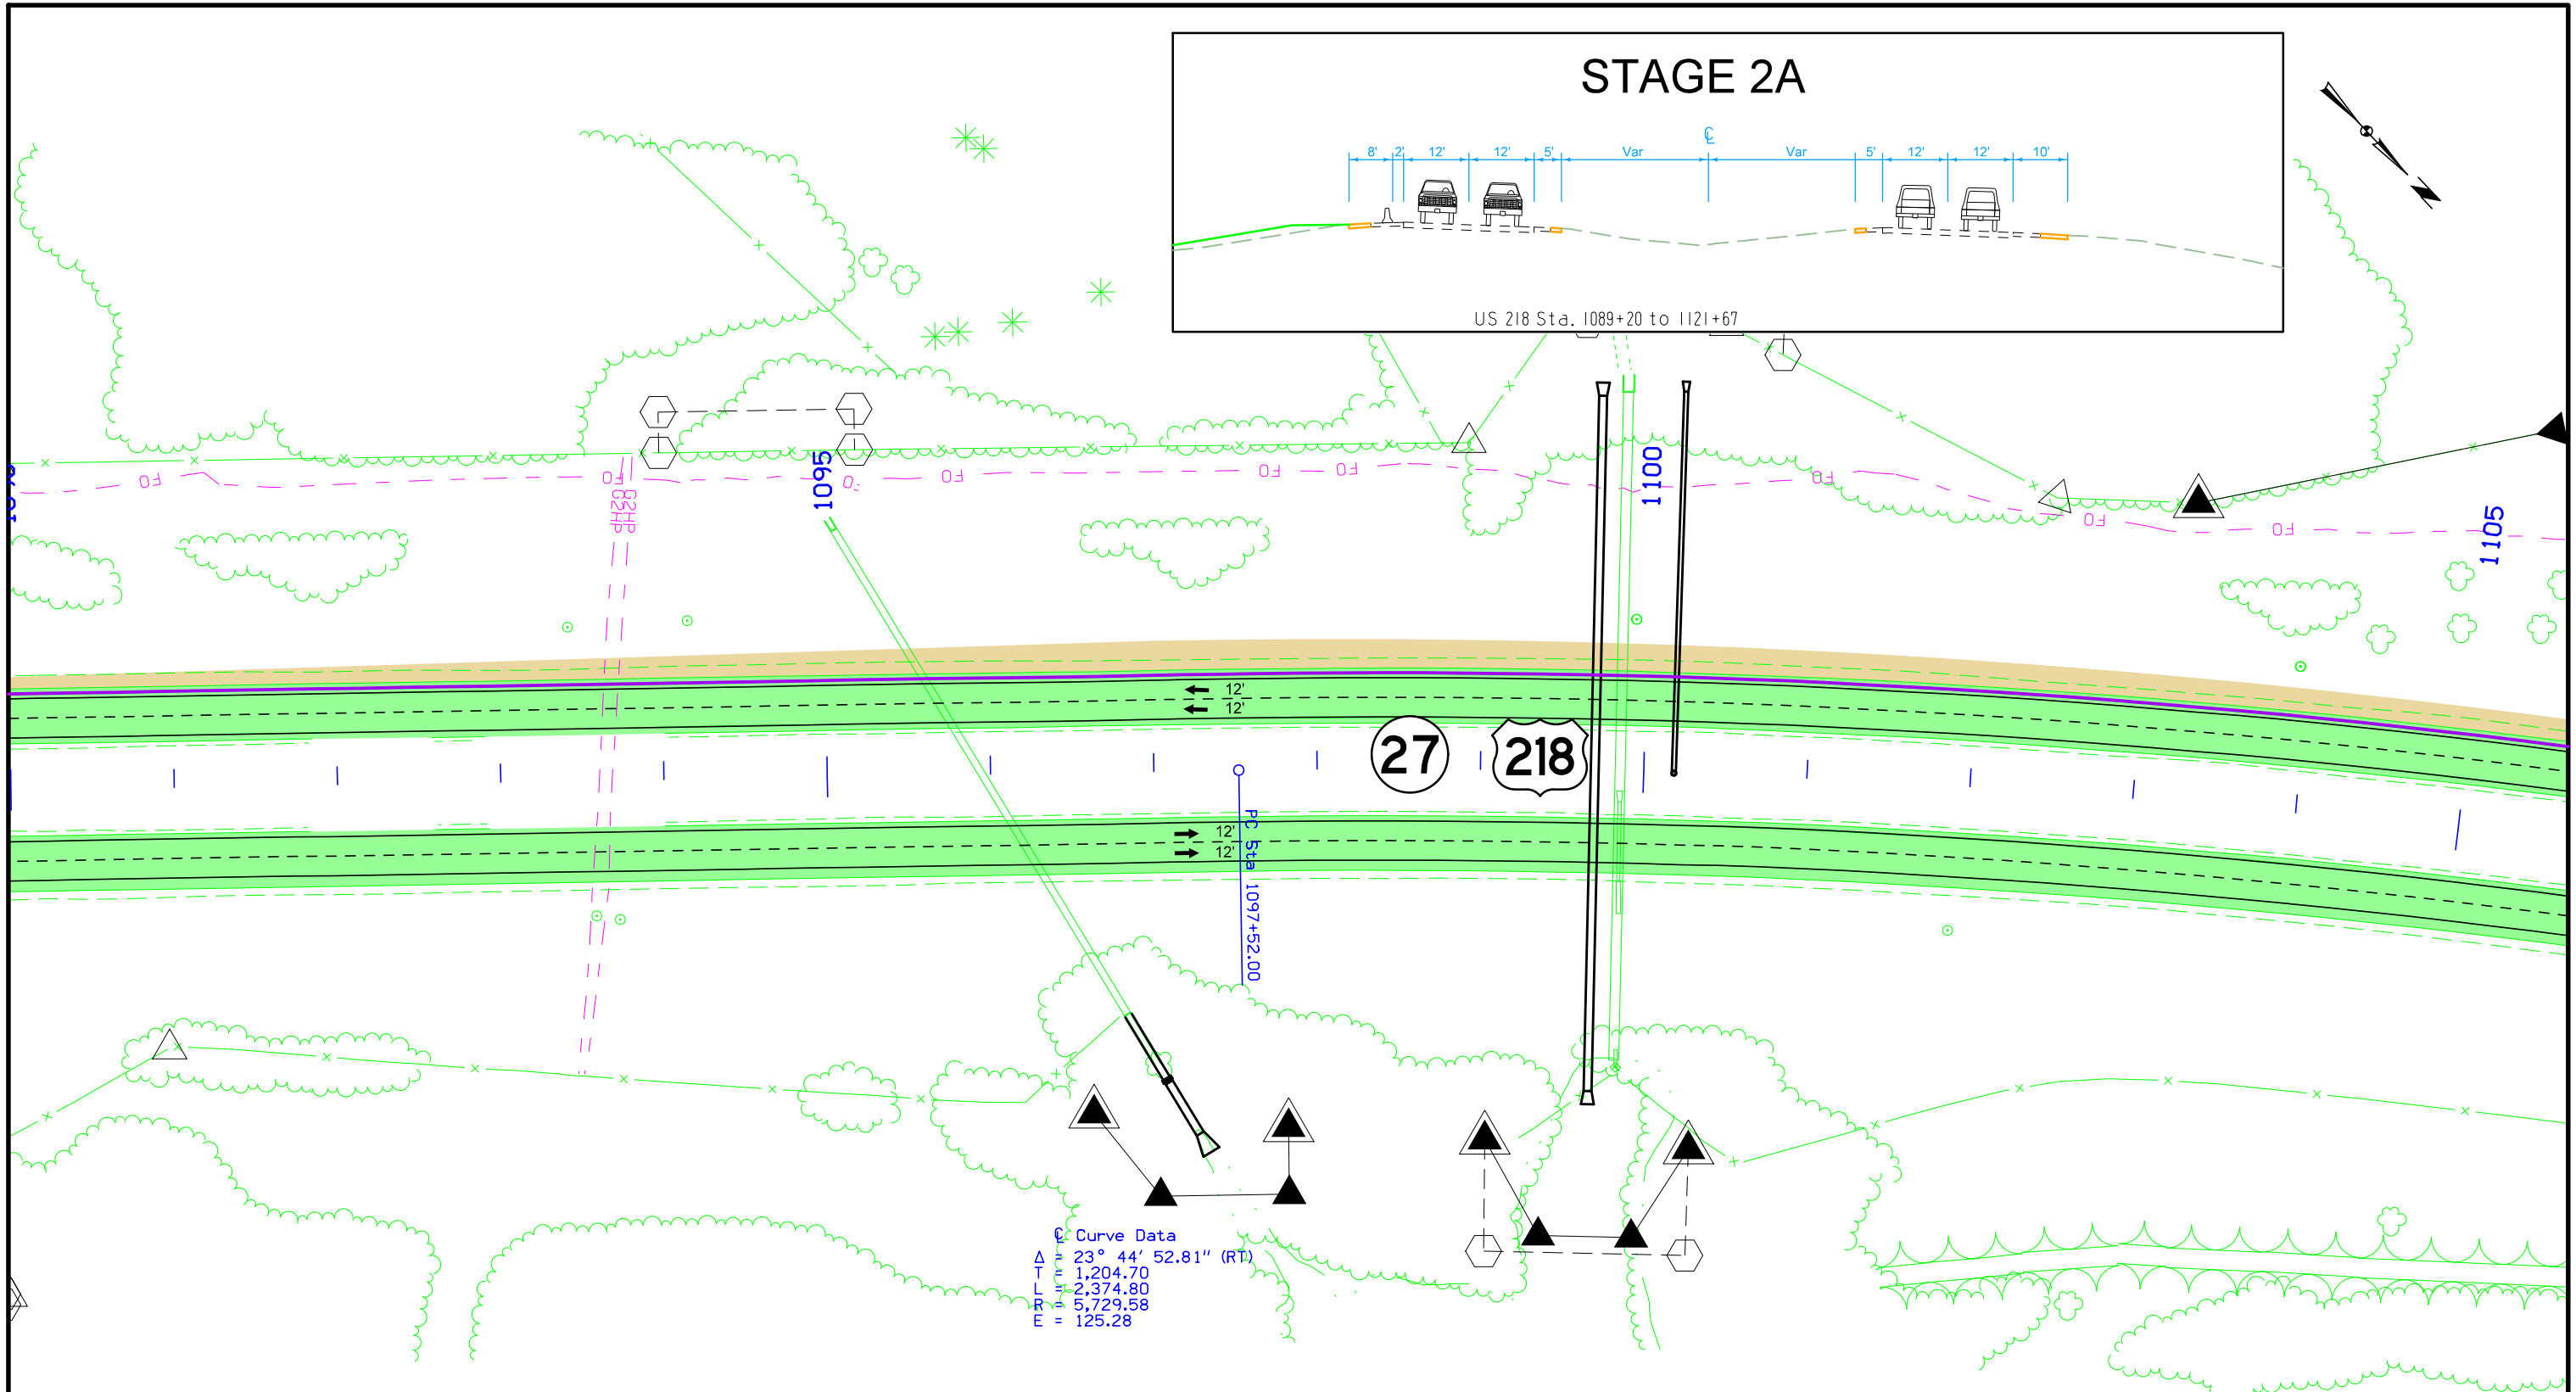 STAGE 2A
℄
8' 2' 12' 12' 5' Var Var 5' 12' 12' 10'
US 218 Sta. 1089+20 to 1121+67
1095
1100
1105
FO FO FO FO FO FO FO FO FO
G2HP
G2HP
12'
12'
27
218
12'
12'
PC Sta 1097+52.00
℄ Curve Data
Δ = 23° 44' 52.81" (RT)
T = 1,204.70
L = 2,374.80
R = 5,729.58
E = 125.28